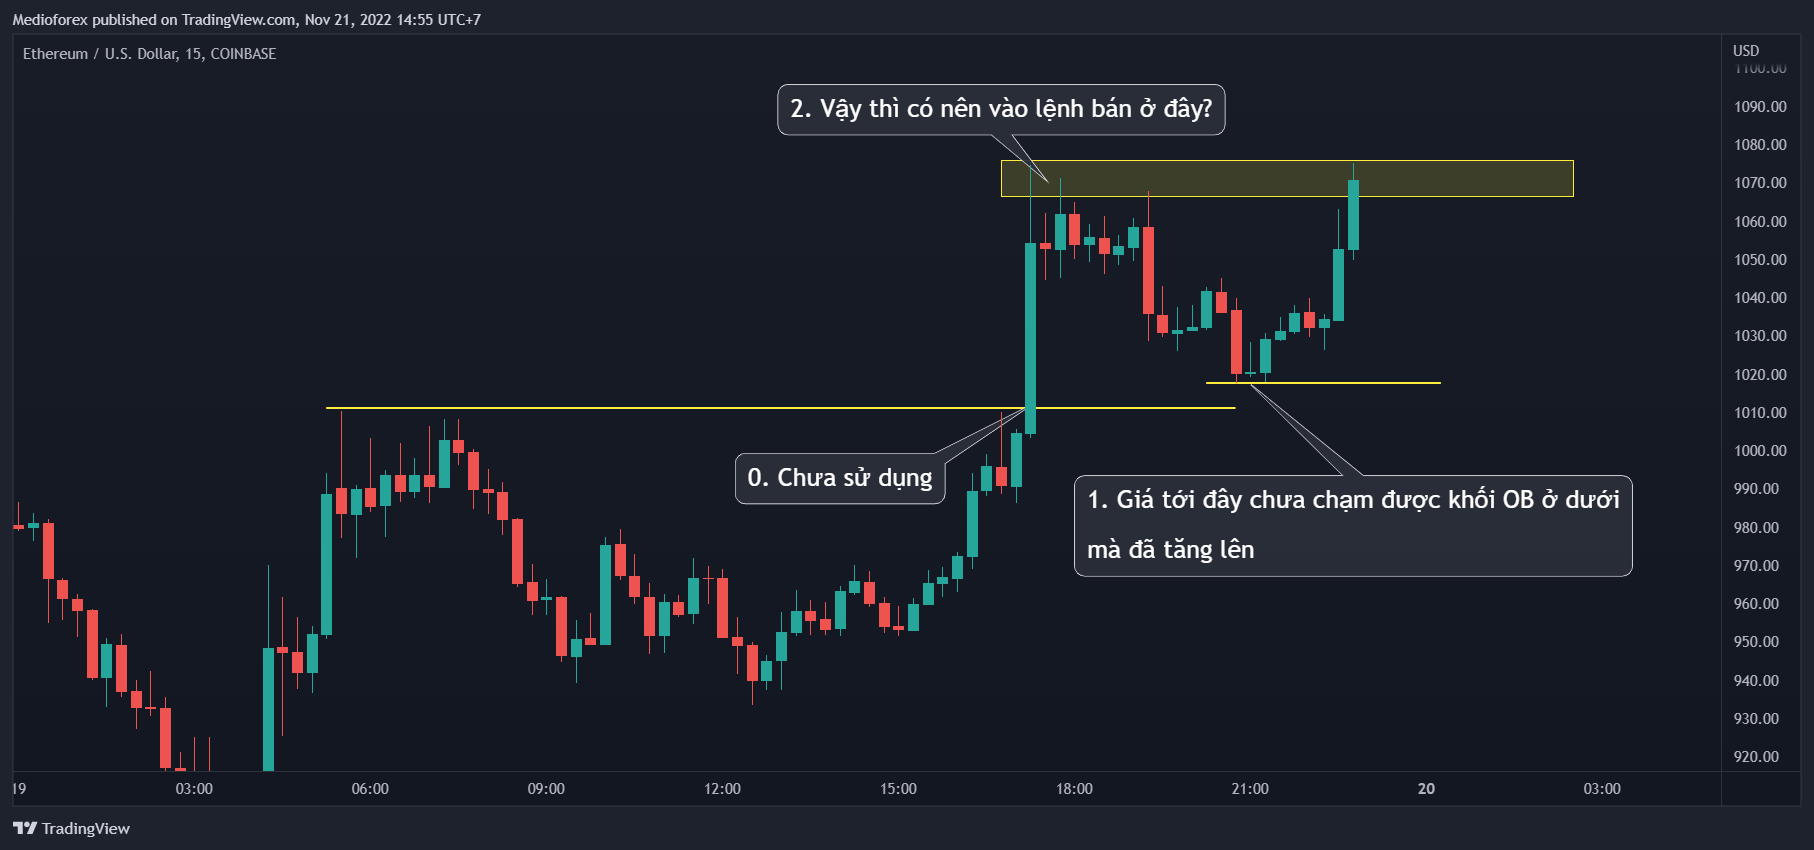 Medioforex published on TradingView.com, Nov 21, 2022 14:55 UTC+7
Ethereum / U.S. Dollar, 15, COINBASE
USD
1100.00
1090.00
1080.00
1070.00
1060.00
1050.00
1040.00
1030.00
1020.00
1010.00
1000.00
990.00
980.00
970.00
960.00
950.00
940.00
930.00
920.00
2. Vậy thì có nên vào lệnh bán ở đây?
0. Chưa sử dụng
1. Giá tới đây chưa chạm được khối OB ở dưới
mà đã tăng lên
19 03:00 06:00 09:00 12:00 15:00 18:00 21:00 20 03:00
TradingView